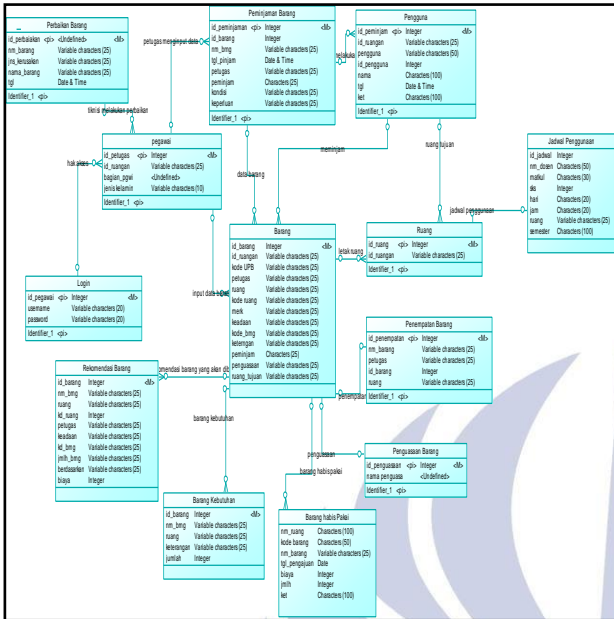 Perbaikan Barang
id_perbaiakan <pi> <Undefined> <M>
nm_barang Variable characters (25)
jns_kerusakan Variable characters (25)
nama_barang Variable characters (25)
tgl Date & Time
Identifier_1 <pi>
Peminjaman Barang
id_peminjaman <pi> Integer <M>
id_barang Integer
nm_brng Variable characters (25)
tgl_pinjam Date & Time
petugas Variable characters (25)
peminjam Characters (25)
kondisi Variable characters (25)
keperluan Variable characters (25)
Identifier_1 <pi>
Pengguna
id_peminjam <pi> Integer <M>
id_ruangan Variable characters (25)
pengguna Variable characters (50)
id_pengguna Integer
nama Characters (100)
tgl Date & Time
ket Characters (100)
Identifier_1 <pi>
petugas menginput data
teknisi melakukan perbaikan
hak akses
data barang
meminjam
ruang tujuan
jadwal penggunaan
pegawai
id_petugas <pi> Integer <M>
id_ruangan Variable characters (25)
bagian_pgwi <Undefined>
jenis kelamin Variable characters (10)
Identifier_1 <pi>
Jadwal Penggunaan
id_jadwal Integer
nm_dosen Characters (50)
matkul Characters (30)
sks Integer
hari Characters (20)
jam Characters (20)
ruang Variable characters (25)
semester Characters (100)
Barang
id_barang Integer <M>
id_ruangan Variable characters (25)
kode UPB Variable characters (25)
petugas Variable characters (25)
ruang Variable characters (25)
kode ruang Variable characters (25)
merk Variable characters (25)
keadaan Variable characters (25)
kode_brng Variable characters (25)
keterngan Variable characters (25)
peminjam Characters (25)
penguasaan Variable characters (25)
ruang_tujuan Variable characters (25)
letak ruang
Ruang
id_ruang <pi> Integer <M>
id_ruangan Variable characters (25)
Identifier_1 <pi>
Login
id_pegawai <pi> Integer <M>
username Variable characters (20)
password Variable characters (20)
Identifier_1 <pi>
input data
Penempatan Barang
id_penempatan <pi> Integer <M>
nm_barang Variable characters (25)
petugas Variable characters (25)
id_barang Integer
ruang Variable characters (25)
Identifier_1 <pi>
Rekomendasi Barang
id_barang Integer <M>
nm_brng Variable characters (25)
ruang Variable characters (25)
kd_ruang Integer
petugas Variable characters (25)
keadaan Variable characters (25)
kd_brng Variable characters (25)
jmlh_brng Variable characters (25)
berdasarkan Variable characters (25)
biaya Integer
omendasi barang yang akan dib
penempatan
barang kebutuhan
penguasaan
barang habis pakai
Penguasaan Barang
id_penguasaan <pi> Integer <M>
nama penguasa <Undefined>
Identifier_1 <pi>
Barang Kebutuhan
id_barang Integer <M>
nm_brng Variable characters (25)
ruang Variable characters (25)
keterangan Variable characters (25)
jumlah Integer
Barang habis Pakai
nm_ruang Characters (100)
kode barang Characters (50)
nm_barang Variable characters (25)
tgl_pengajuan Date
biaya Integer
jmlh Integer
ket Characters (100)